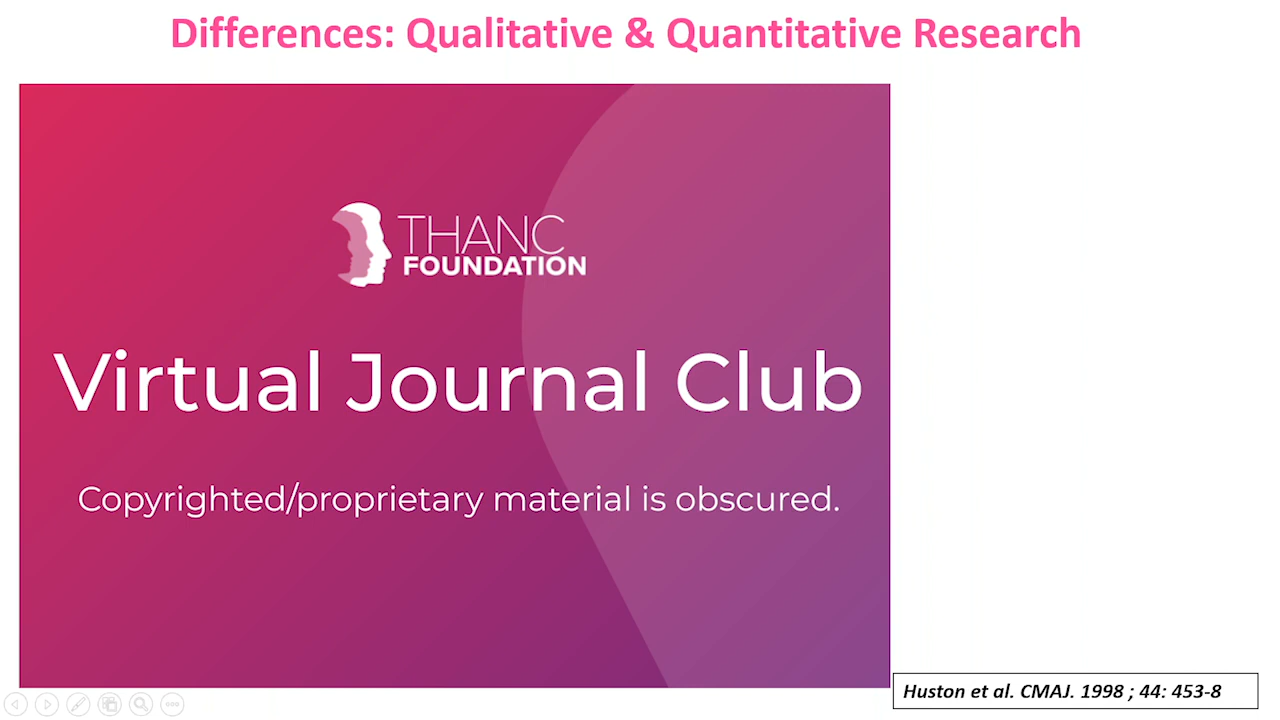 Differences: Qualitative & Quantitative Research
THANC
FOUNDATION
Virtual Journal Club
Copyrighted/proprietary material is obscured.
Huston et al. CMAJ. 1998 ; 44: 453-8